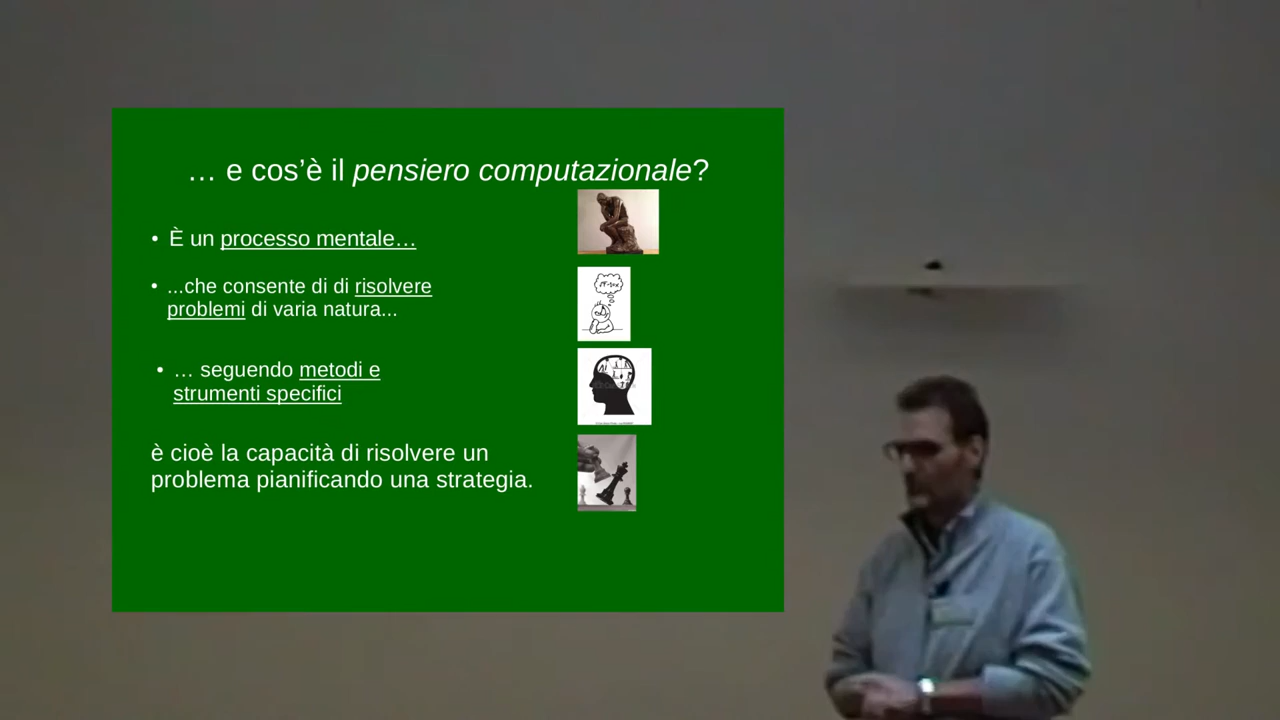 … e cos’è il pensiero computazionale?
• È un processo mentale…
• ...che consente di di risolvere
problemi di varia natura...
• … seguendo metodi e
strumenti specifici
è cioè la capacità di risolvere un
problema pianificando una strategia.